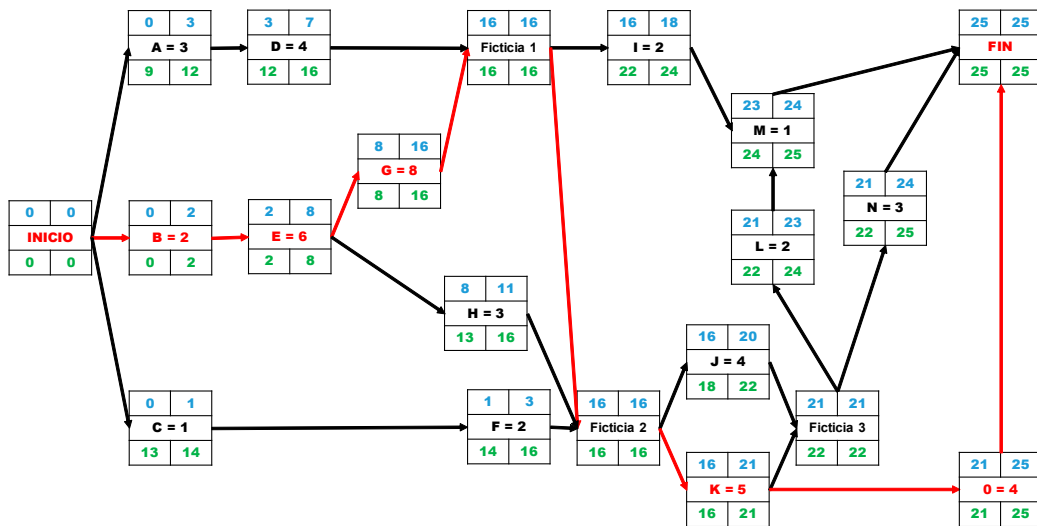 0 3
A = 3
9 12
3 7
D = 4
12 16
16 16
Ficticia 1
16 16
16 18
I = 2
22 24
25 25
FIN
25 25
23 24
M = 1
24 25
8 16
G = 8
8 16
21 24
N = 3
22 25
0 0
INICIO
0 0
0 2
B = 2
0 2
2 8
E = 6
2 8
21 23
L = 2
22 24
8 11
H = 3
13 16
16 20
J = 4
18 22
0 1
C = 1
13 14
1 3
F = 2
14 16
16 16
Ficticia 2
16 16
21 21
Ficticia 3
22 22
16 21
K = 5
16 21
21 25
0 = 4
21 25